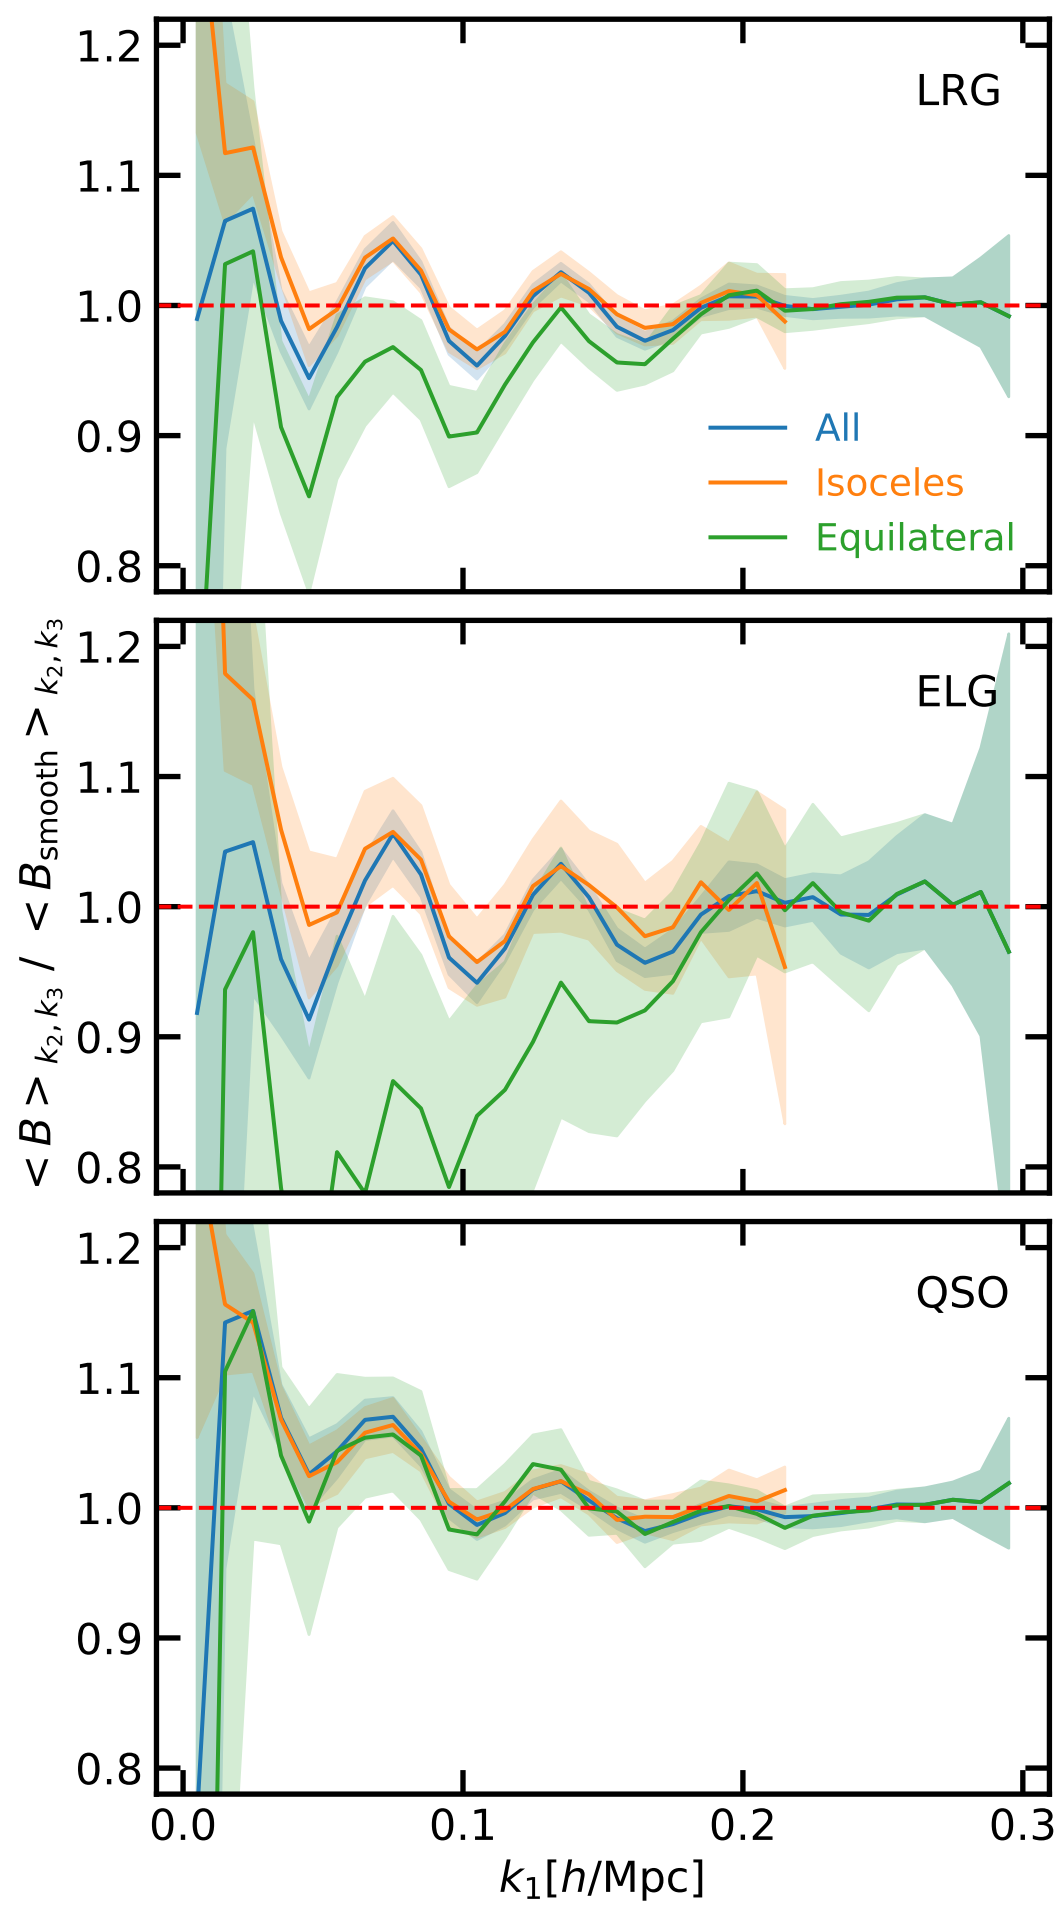 1.2
LRG
1.1
1.0
0.9
0.8
All
Isoceles
Equilateral
< B > k₂, k₃ / < B_smooth > k₂, k₃
1.2
ELG
1.1
1.0
0.9
0.8
1.2
QSO
1.1
1.0
0.9
0.8
0.0 0.1 0.2 0.3
k₁[h/Mpc]